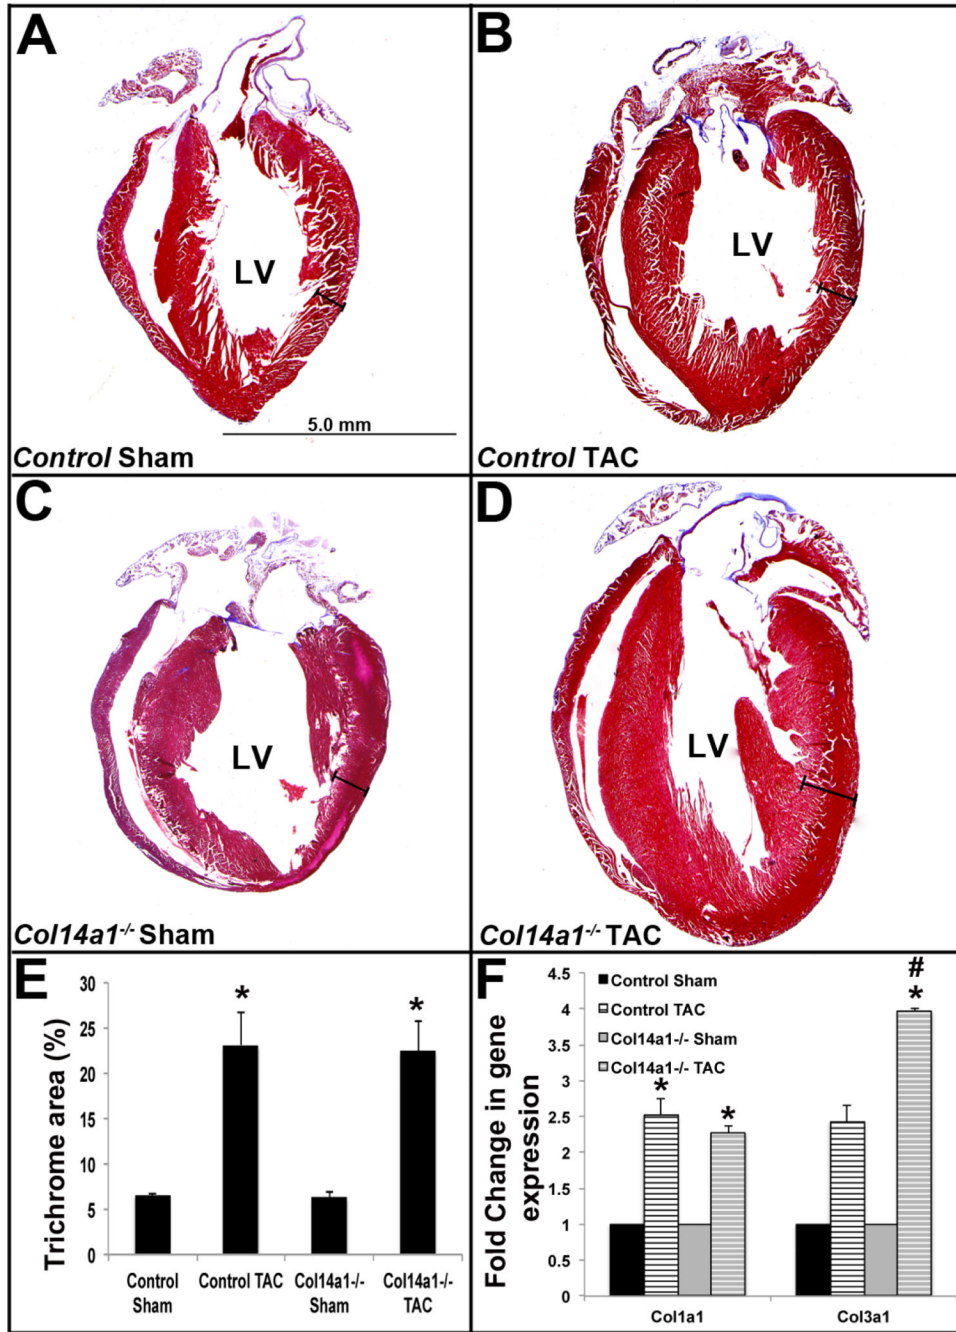 A
LV
5.0 mm
Control Sham
B
LV
Control TAC
C
LV
Col14a1-/- Sham
D
LV
Col14a1-/- TAC
E
Trichrome area (%)
30
25
20
15
10
5
0
*
*
Control Sham
Control TAC
Col14a1-/- Sham
Col14a1-/- TAC
F
Fold Change in gene expression
4.5
4
3.5
3
2.5
2
1.5
1
0.5
0
Control Sham
Control TAC
Col14a1-/- Sham
Col14a1-/- TAC
*
*
#
*
Col1a1
Col3a1